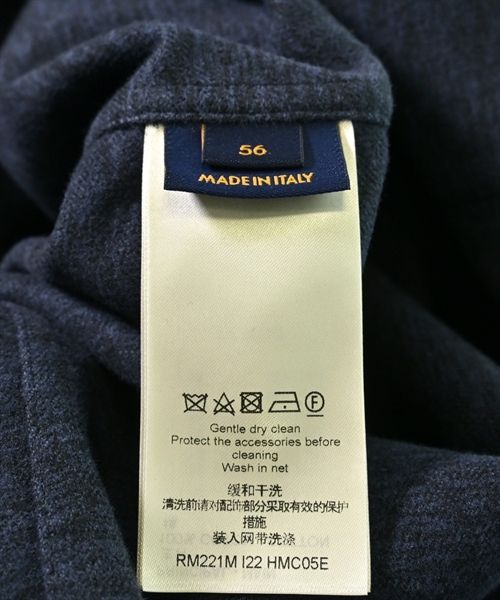 56
MADE IN ITALY
Gentle dry clean
Protect the accessories before
cleaning
Wash in net
缓和干洗
清洗前请对配饰部分采取有效的保护
措施
装入网带洗涤
RM221M I22 HMC05E